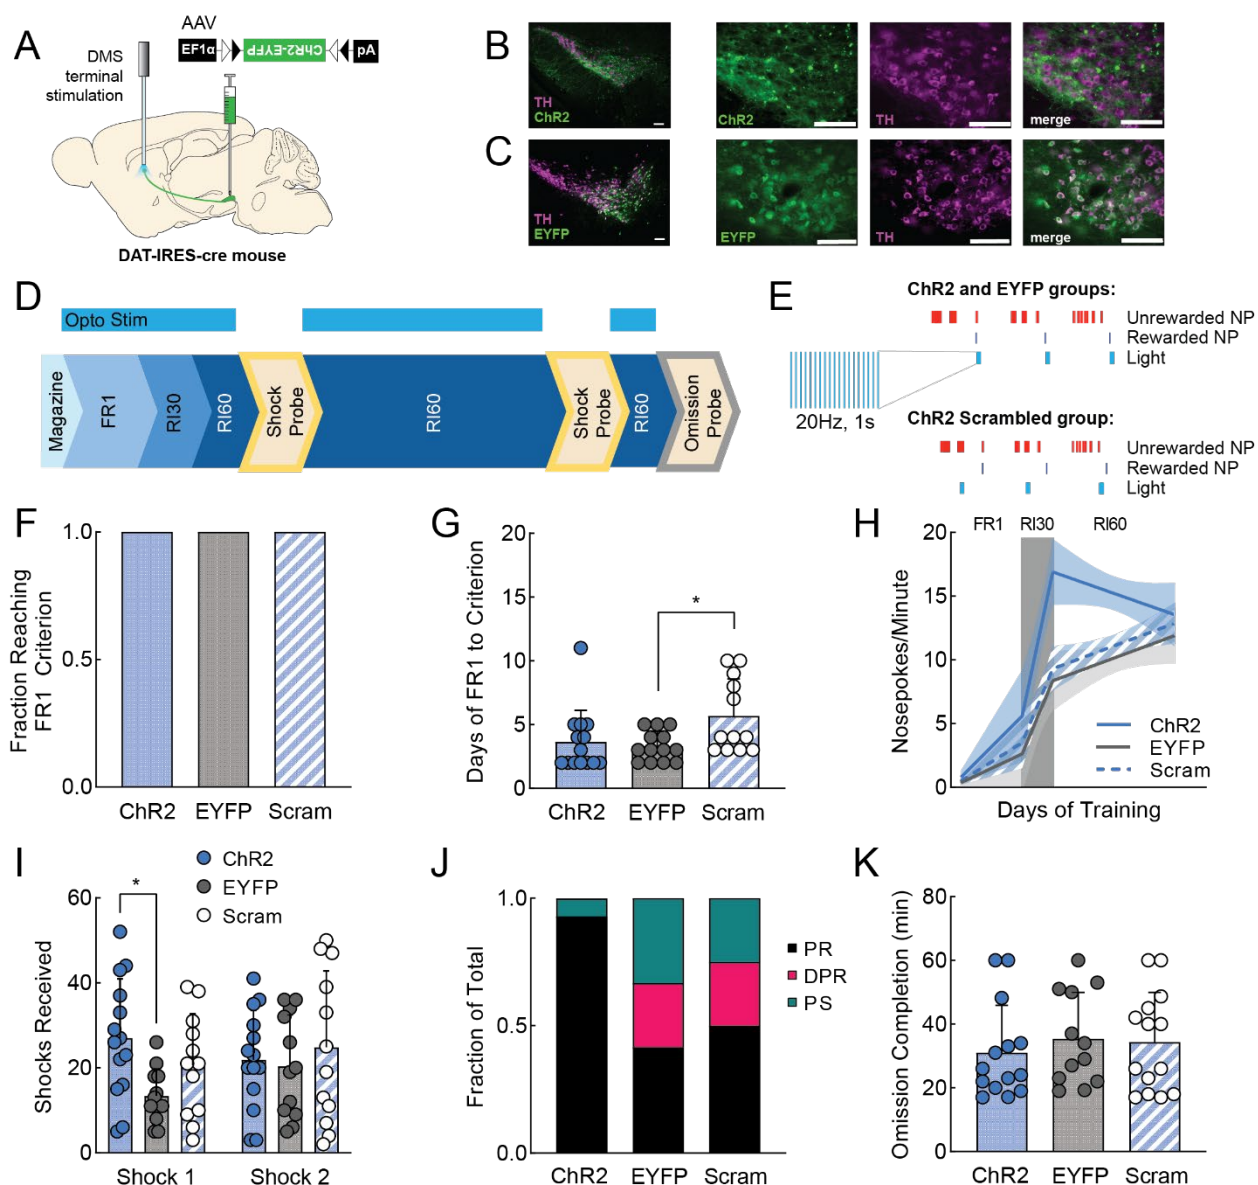 A
AAV
EF1α
ChR2-EYFP
pA
DMS
terminal
stimulation
DAT-IRES-cre mouse
B
TH
ChR2
ChR2
TH
merge
C
TH
EYFP
EYFP
TH
merge
D
Opto Stim
Magazine
FR1
RI30
RI60
Shock
Probe
RI60
Shock
Probe
RI60
Omission
Probe
E
ChR2 and EYFP groups:
Unrewarded NP
Rewarded NP
Light
20Hz, 1s
ChR2 Scrambled group:
Unrewarded NP
Rewarded NP
Light
F
Fraction Reaching
FR1 Criterion
1.0
0.5
0.0
ChR2 EYFP Scram
G
Days of FR1 to Criterion
20
15
10
5
0
*
ChR2 EYFP Scram
H
FR1 RI30 RI60
Nosepokes/Minute
20
15
10
5
0
ChR2
EYFP
Scram
Days of Training
I
ChR2
EYFP
Scram
Shocks Received
60
40
20
0
*
Shock 1 Shock 2
J
Fraction of Total
1.0
0.5
0.0
PR
DPR
PS
ChR2 EYFP Scram
K
Omission Completion (min)
80
60
40
20
0
ChR2 EYFP Scram